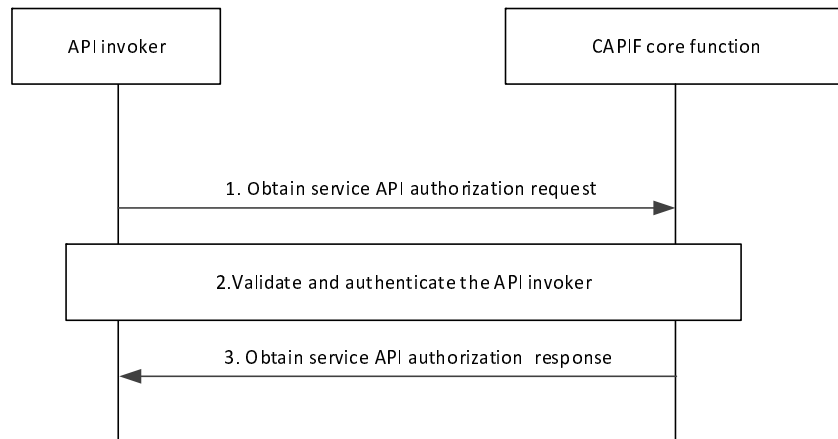 API invoker
CAPIF core function
1. Obtain service API authorization request
2.Validate and authenticate the API invoker
3. Obtain service API authorization response